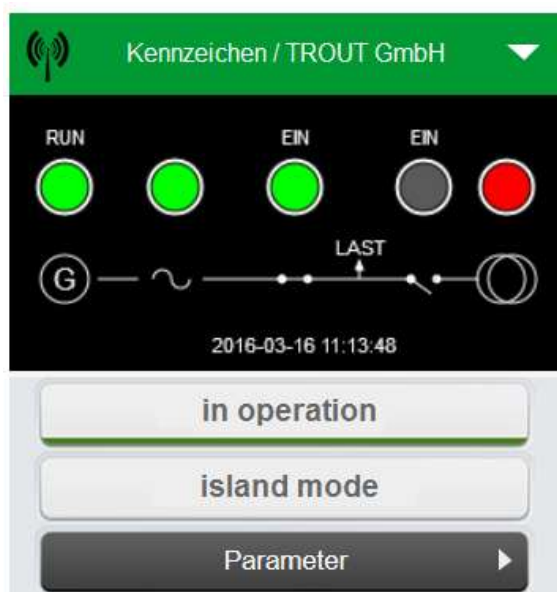 Kennzeichen / TROUT GmbH
RUN EIN EIN
LAST
G
2016-03-16 11:13:48
in operation
island mode
Parameter